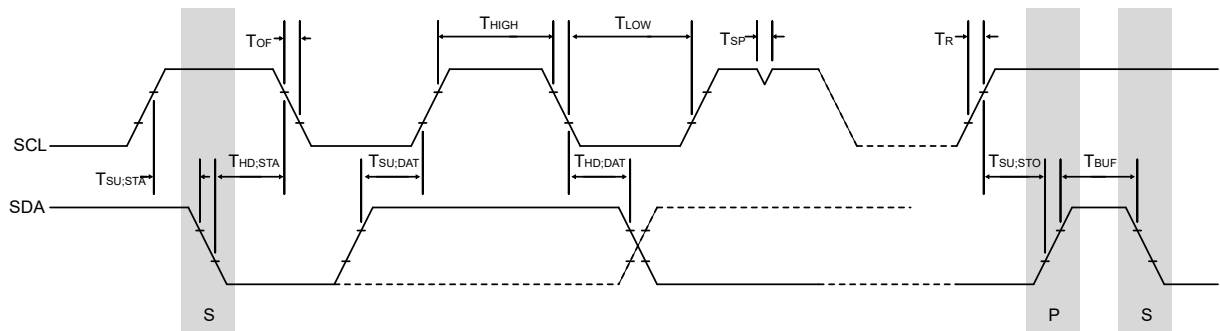 THIGH
TLOW
TOF
TSP
TR
SCL
THD;STA
TSU;DAT
THD;DAT
TSU;STO
TBUF
TSU;STA
SDA
S
P
S